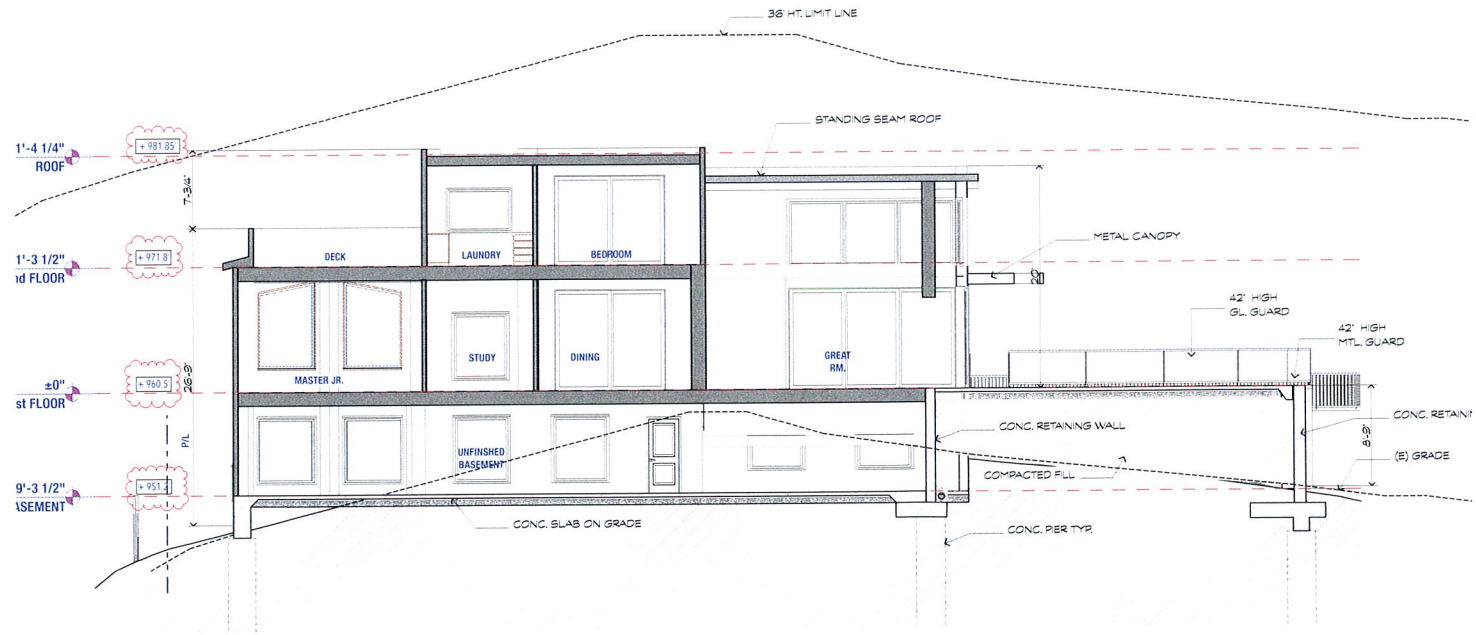 36' HT. LIMIT LINE
STANDING SEAM ROOF
1'-4 1/4"
ROOF
+ 981.85
7'-3/4"
METAL CANOPY
1'-3 1/2"
nd FLOOR
+ 971.8
DECK
LAUNDRY
BEDROOM
20'
42" HIGH
GL. GUARD
42" HIGH
MTL. GUARD
STUDY
DINING
GREAT
RM.
MASTER JR.
±0"
st FLOOR
+ 960.5
26'-9"
P/L
UNFINSHED
BASEMENT
CONC. RETAINING WALL
CONC. RETAINI
8'-9"
(E) GRADE
COMPACTED FILL
9'-3 1/2"
ASEMENT
+ 951.2
CONC. SLAB ON GRADE
CONC. PIER TYP.